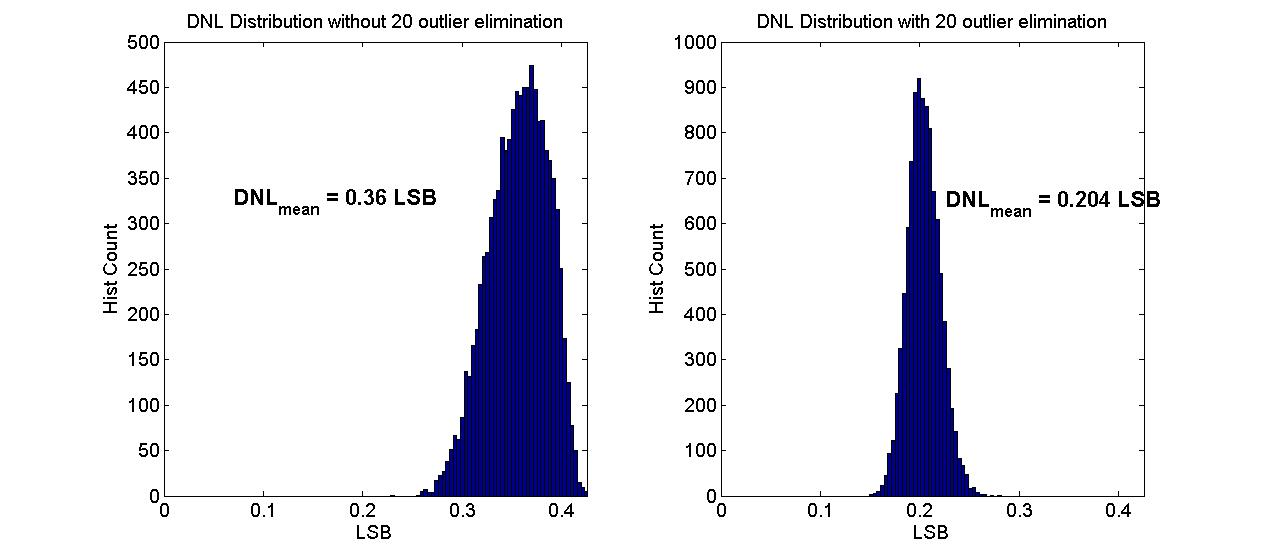 DNL Distribution without 20 outlier elimination
500
450
400
350
300
250
200
150
100
50
0
Hist Count
DNLmean = 0.36 LSB
0 0.1 0.2 0.3 0.4
LSB
DNL Distribution with 20 outlier elimination
1000
900
800
700
600
500
400
300
200
100
0
Hist Count
DNLmean = 0.204 LSB
0 0.1 0.2 0.3 0.4
LSB